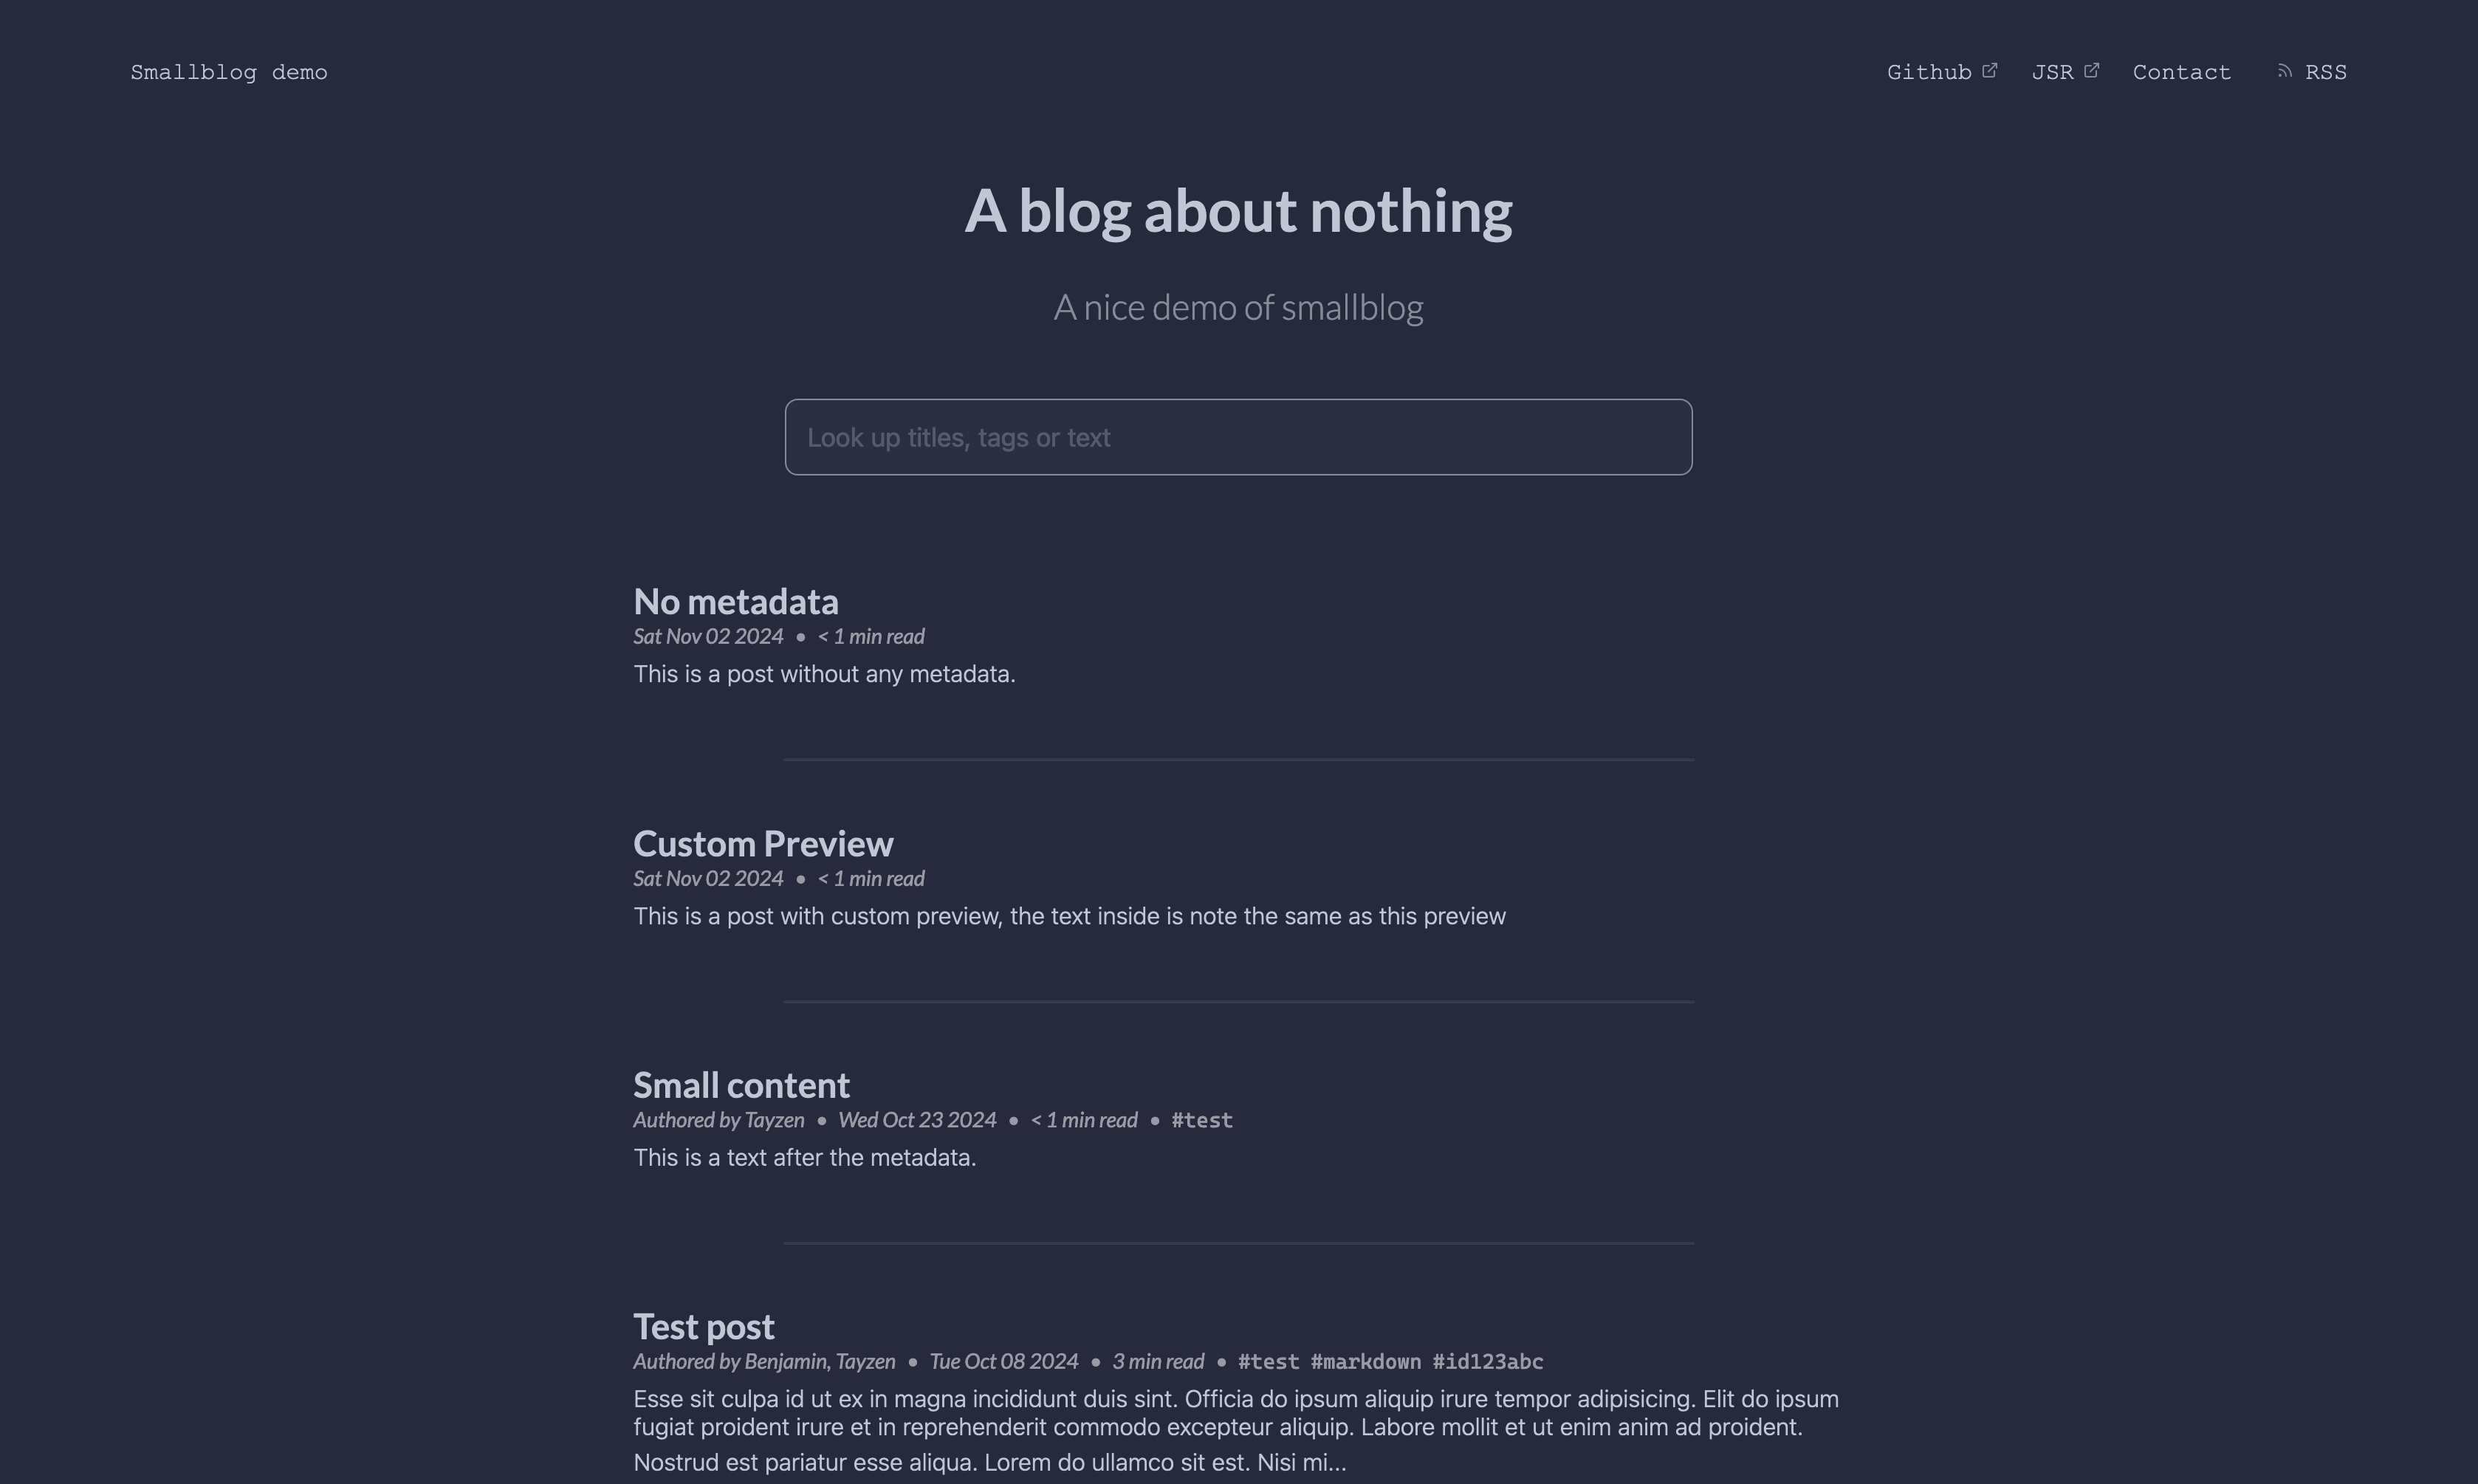 Smallblog demo
Github JSR Contact RSS
A blog about nothing
A nice demo of smallblog
Look up titles, tags or text
No metadata
Sat Nov 02 2024 • < 1 min read
This is a post without any metadata.
Custom Preview
Sat Nov 02 2024 • < 1 min read
This is a post with custom preview, the text inside is note the same as this preview
Small content
Authored by Tayzen • Wed Oct 23 2024 • < 1 min read • #test
This is a text after the metadata.
Test post
Authored by Benjamin, Tayzen • Tue Oct 08 2024 • 3 min read • #test #markdown #id123abc
Esse sit culpa id ut ex in magna incididunt duis sint. Officia do ipsum aliquip irure tempor adipisicing. Elit do ipsum
fugiat proident irure et in reprehenderit commodo excepteur aliquip. Labore mollit et ut enim anim ad proident.
Nostrud est pariatur esse aliqua. Lorem do ullamco sit est. Nisi mi...